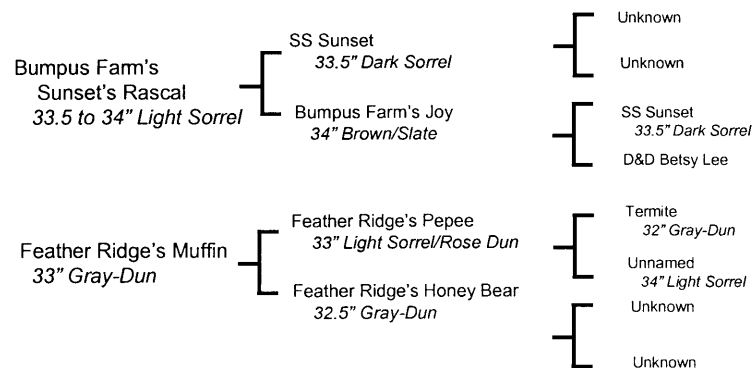 Bumpus Farm's
Sunset's Rascal
33.5 to 34” Light Sorrel
SS Sunset
33.5” Dark Sorrel
Bumpus Farm's Joy
34” Brown/Slate
Unknown
Unknown
SS Sunset
33.5” Dark Sorrel
D&D Betsy Lee
Feather Ridge's Muffin
33” Gray-Dun
Feather Ridge's Pepee
33” Light Sorrel/Rose Dun
Feather Ridge's Honey Bear
32.5” Gray-Dun
Termite
32” Gray-Dun
Unnamed
34” Light Sorrel
Unknown
Unknown